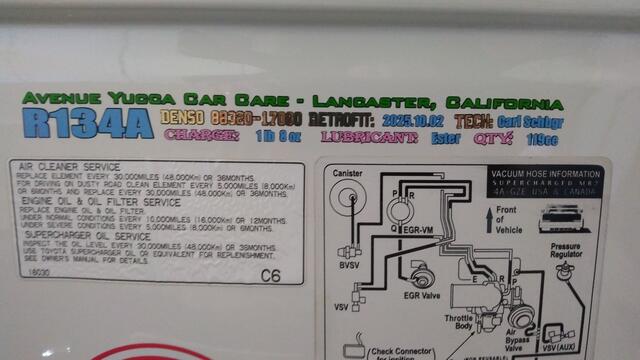 AVENUE YUCCA CAR CARE - LANCASTER, CALIFORNIA
R134A DENSO 88320-17080 RETROFIT: 2025.10.02 TECH: Carl Schbgr
CHARGE: 1 lb 8 oz LUBRICANT: Ester QTY: 119cc
AIR CLEANER SERVICE
REPLACE ELEMENT EVERY 30,000MILES (48,000Km) OR 36MONTHS.
FOR DRIVING ON DUSTY ROAD CLEAN ELEMENT EVERY 5,000MILES (8,000Km)
OR 6MONTHS AND REPLACE EVERY 30,000MILES (48,000Km) OR 36MONTHS.
ENGINE OIL & OIL FILTER SERVICE
REPLACE ENGINE OIL & OIL FILTER.
UNDER NORMAL CONDITIONS EVERY 10,000MILES (16,000Km) OR 12MONTHS.
UNDER SEVERE CONDITIONS EVERY 5,000MILES (8,000Km) OR 6MONTHS.
SUPERCHARGER OIL SERVICE
INSPECT THE OIL LEVEL EVERY 30,000MILES (48,000Km) OR 36MONTHS.
USE TOYOTA SUPERCHARGER OIL OR EQUIVALENT FOR REPLENISHMENT.
SEE OWNER'S MANUAL FOR DETAILS.
18030 C6
VACUUM HOSE INFORMATION
SUPERCHARGED MR2
4A-GZE USA & CANADA
Canister
P R
Q
EGR-VM
Front
of
Vehicle
Pressure
Regulator
BVSV
VSV
EGR Valve
E R
P
Throttle
Body
Air
Bypass
Valve
VSV (AUX)
Check Connector
for ignition